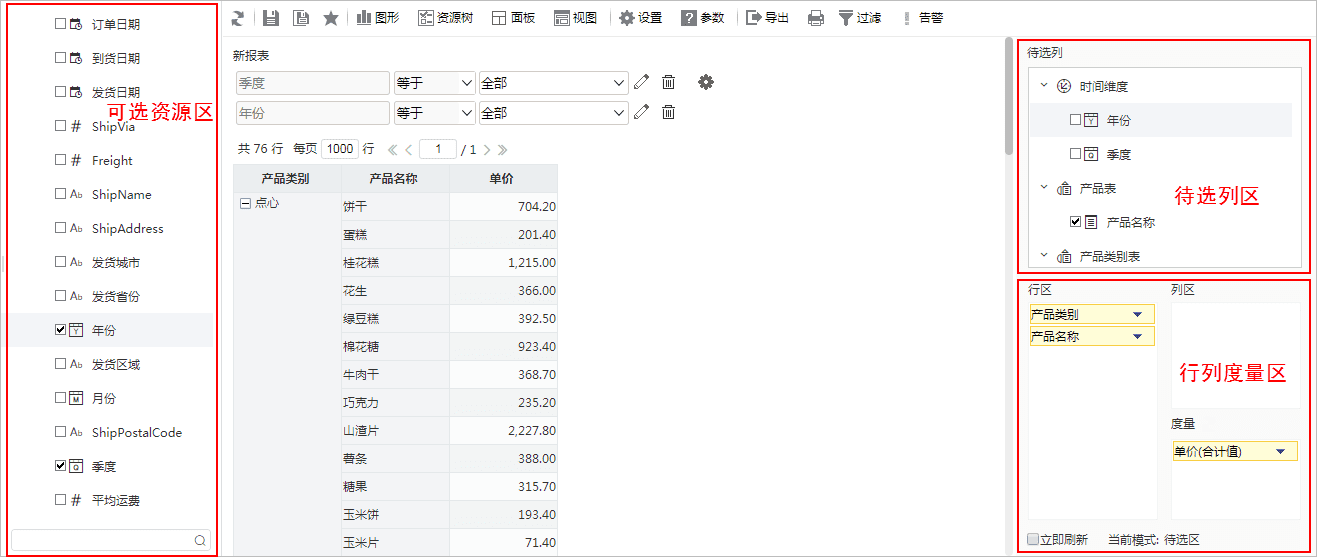 订单日期
到货日期
发货日期
可选资源区
ShipVia
Freight
ShipName
ShipAddress
发货城市
发货省份
年份
发货区域
月份
ShipPostalCode
季度
平均运费
图形 资源树 面板 视图 设置 参数 导出 过滤 告警
新报表
季度 等于 全部
年份 等于 全部
共 76 行 每页 1000 行 1 / 1
产品类别 产品名称 单价
点心 饼干 704.20
蛋糕 201.40
桂花糕 1,215.00
花生 366.00
绿豆糕 392.50
棉花糖 923.40
牛肉干 368.70
巧克力 235.20
山渣片 2,227.80
薯条 388.00
糖果 315.70
玉米饼 193.40
玉米片 71.40
待选列
时间维度
年份
季度
产品表
待选列区
产品名称
产品类别表
行区 列区
产品类别
产品名称
行列度量区
度量
单价(合计值)
立即刷新 当前模式: 待选区